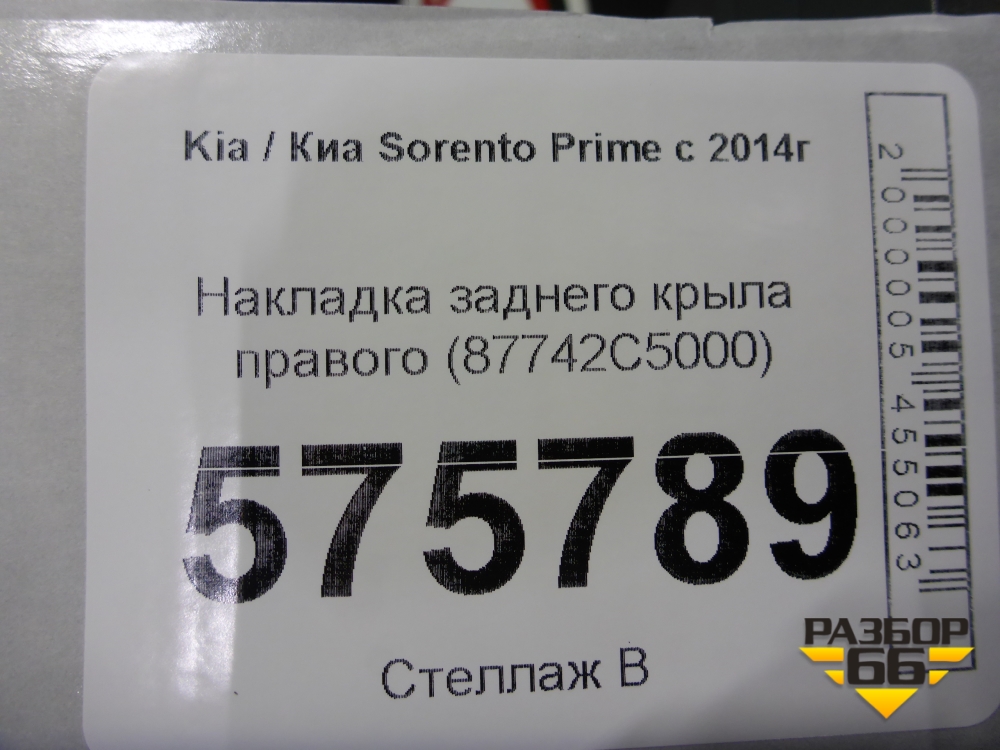 Kia / Киа Sorento Prime с 2014г
Накладка заднего крыла
правого (87742C5000)
575789
Стеллаж В
2000005455063
РАЗБОР
66